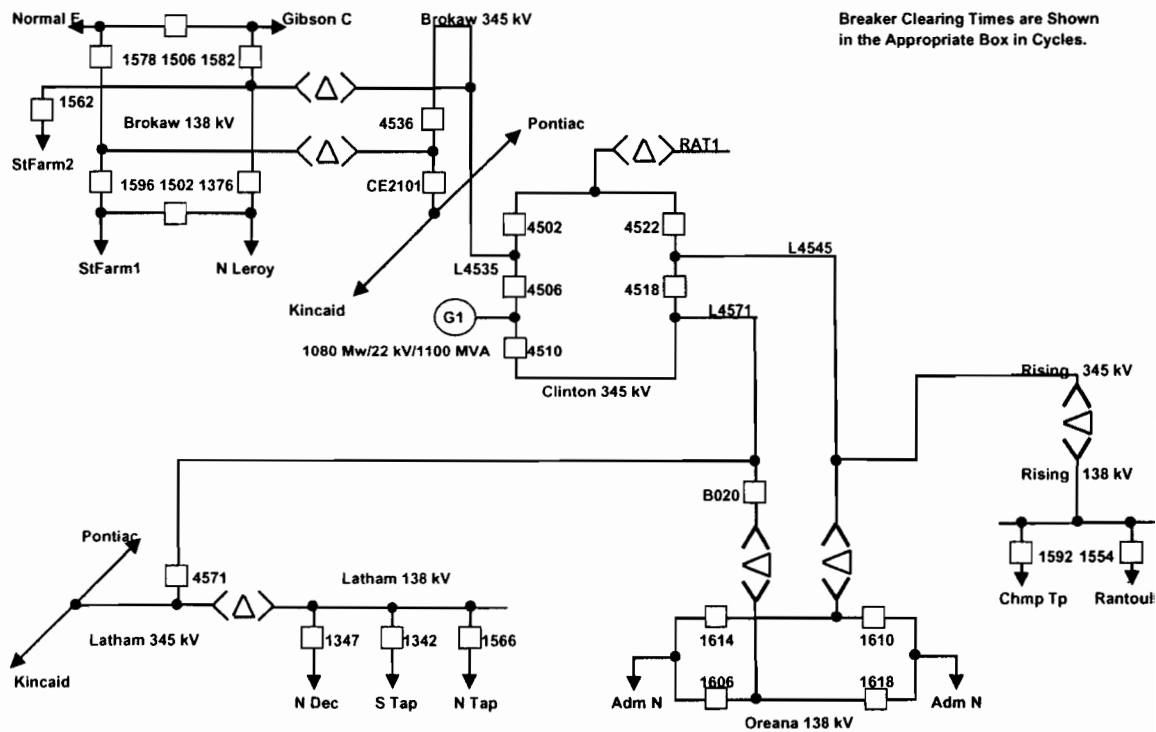 Normal E
Gibson C
Brokaw 345 kV
Breaker Clearing Times are Shown
in the Appropriate Box in Cycles.
1578 1506 1582
1562
Brokaw 138 kV
4536
Pontiac
RAT1
StFarm2
1596 1502 1376
CE2101
4502
4522
StFarm1
N Leroy
L4535
L4545
4506
4518
Kincaid
G1
L4571
1080 Mw/22 kV/1100 MVA
4510
Clinton 345 kV
Rising 345 kV
Rising 138 kV
B020
Pontiac
4571
Latham 138 kV
1592 1554
Chmp Tp
Rantoul
Latham 345 kV
1347
1342
1566
1614
1610
Kincaid
N Dec
S Tap
N Tap
Adm N
1606
1618
Adm N
Oreana 138 kV